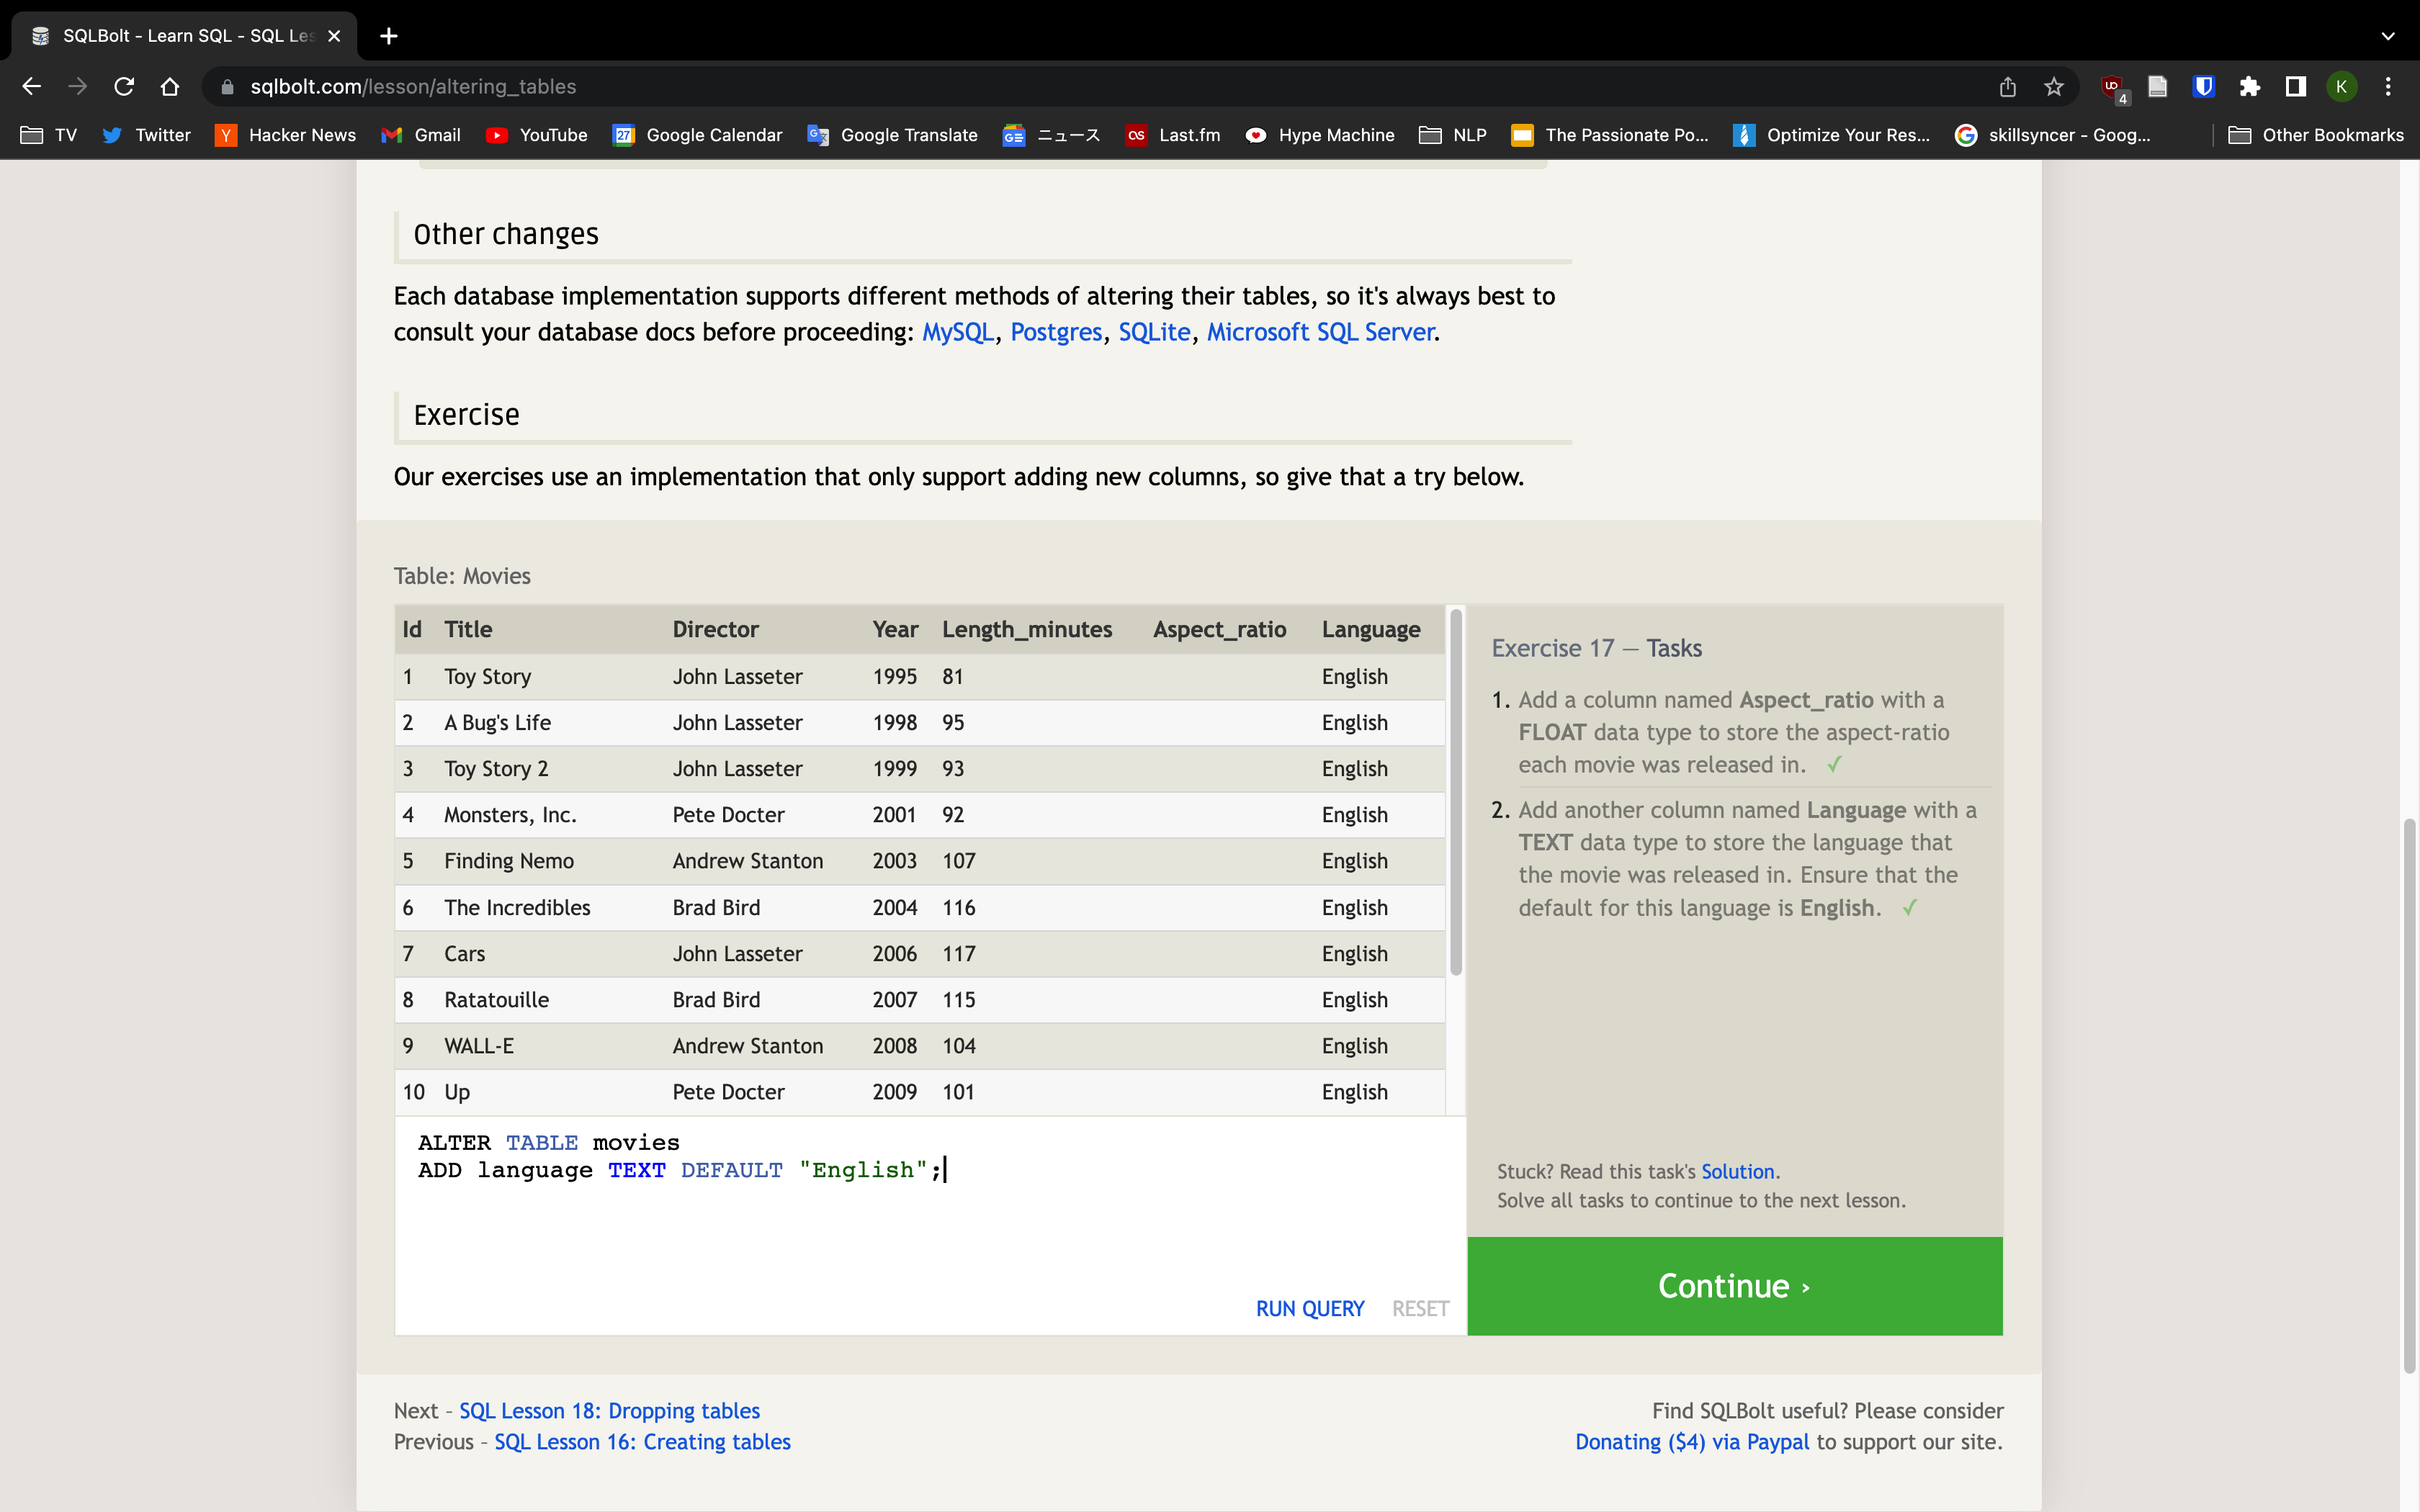 SQLBolt - Learn SQL - SQL Les
sqlbolt.com/lesson/altering_tables
4
K
TV Twitter Hacker News Gmail YouTube 27 Google Calendar Google Translate ニュース Last.fm Hype Machine NLP The Passionate Po... Optimize Your Res... skillsyncer - Goog... Other Bookmarks
Other changes
Each database implementation supports different methods of altering their tables, so it's always best to
consult your database docs before proceeding: MySQL, Postgres, SQLite, Microsoft SQL Server.
Exercise
Our exercises use an implementation that only support adding new columns, so give that a try below.
Table: Movies
Id Title Director Year Length_minutes Aspect_ratio Language
1 Toy Story John Lasseter 1995 81 English
2 A Bug's Life John Lasseter 1998 95 English
3 Toy Story 2 John Lasseter 1999 93 English
4 Monsters, Inc. Pete Docter 2001 92 English
5 Finding Nemo Andrew Stanton 2003 107 English
6 The Incredibles Brad Bird 2004 116 English
7 Cars John Lasseter 2006 117 English
8 Ratatouille Brad Bird 2007 115 English
9 WALL-E Andrew Stanton 2008 104 English
10 Up Pete Docter 2009 101 English
ALTER TABLE movies
ADD language TEXT DEFAULT "English";
RUN QUERY RESET
Exercise 17 — Tasks
1. Add a column named Aspect_ratio with a
FLOAT data type to store the aspect-ratio
each movie was released in. ✓
2. Add another column named Language with a
TEXT data type to store the language that
the movie was released in. Ensure that the
default for this language is English. ✓
Stuck? Read this task's Solution.
Solve all tasks to continue to the next lesson.
Continue ›
Next – SQL Lesson 18: Dropping tables
Previous – SQL Lesson 16: Creating tables
Find SQLBolt useful? Please consider
Donating ($4) via Paypal to support our site.